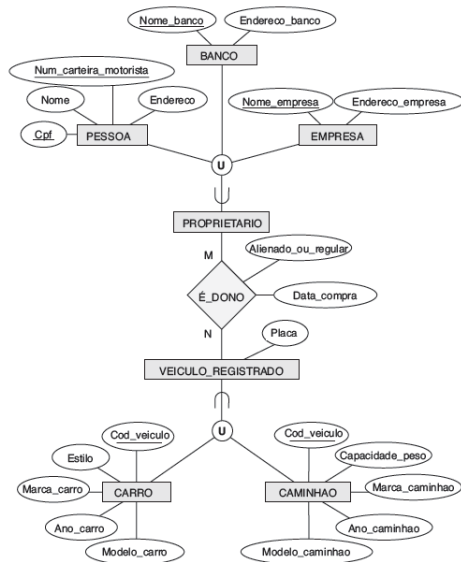 Nome_banco
Endereco_banco
BANCO
Num_carteira_motorista
Nome
Endereco
Nome_empresa
Endereco_empresa
Cpf
PESSOA
EMPRESA
U
PROPRIETARIO
M
Alienado_ou_regular
É_DONO
Data_compra
N
Placa
VEICULO_REGISTRADO
U
Cod_veiculo
Cod_veiculo
Estilo
Capacidade_peso
Marca_carro
CARRO
CAMINHAO
Marca_caminhao
Ano_carro
Ano_caminhao
Modelo_carro
Modelo_caminhao